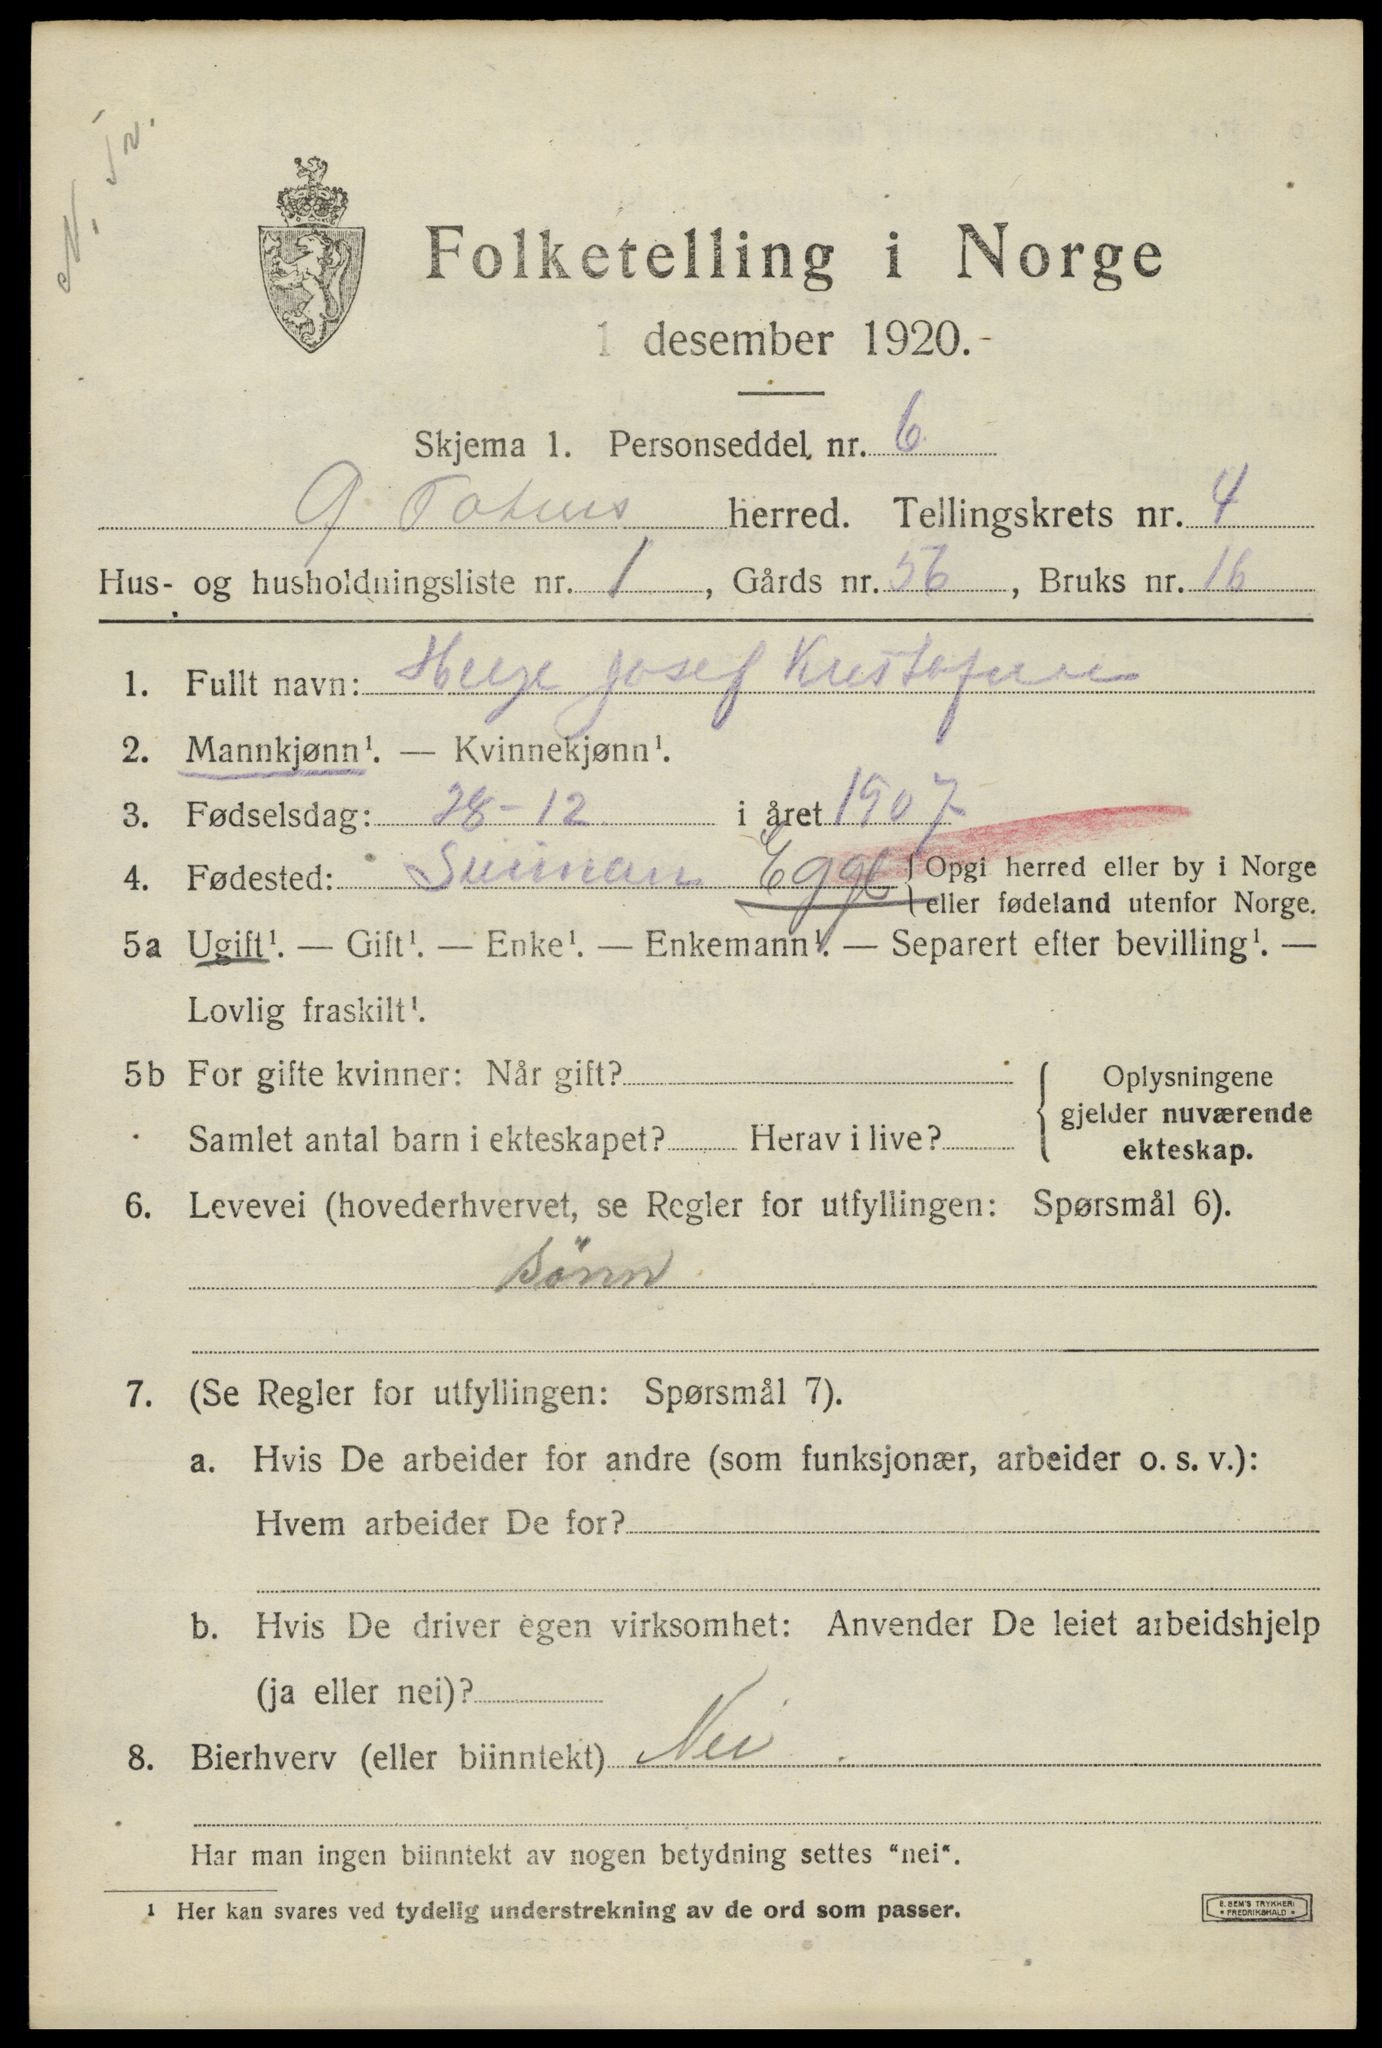 N. Tr.
Folketelling i Norge
1 desember 1920.
Skjema 1. Personseddel nr. 6
herred. Tellingskrets nr. 4
Hus- og husholdningsliste nr. 1, Gårds nr. 56, Bruks nr. 16
1. Fullt navn: Helge Josef Kristofersen
2. Mannkjønn¹. — Kvinnekjønn¹.
3. Fødselsdag: 28-12 i året 1907
4. Fødested: Egge } Opgi herred eller by i Norge
eller fødeland utenfor Norge.
5a Ugift¹. — Gift¹. — Enke¹. — Enkemann¹. — Separert efter bevilling¹. —
Lovlig fraskilt¹.
5b For gifte kvinner: Når gift?
Samlet antal barn i ekteskapet? Herav i live?
{ Oplysningene
gjelder nuværende
ekteskap.
6. Levevei (hovederhvervet, se Regler for utfyllingen: Spørsmål 6).
Sönn
7. (Se Regler for utfyllingen: Spørsmål 7).
a. Hvis De arbeider for andre (som funksjonær, arbeider o. s. v.):
Hvem arbeider De for?
b. Hvis De driver egen virksomhet: Anvender De leiet arbeidshjelp
(ja eller nei)?
8. Bierhverv (eller biinntekt) Nei
Har man ingen biinntekt av nogen betydning settes "nei".
¹ Her kan svares ved tydelig understrekning av de ord som passer.
E. SEM'S TRYKKERI
* FREDRIKSHALD *